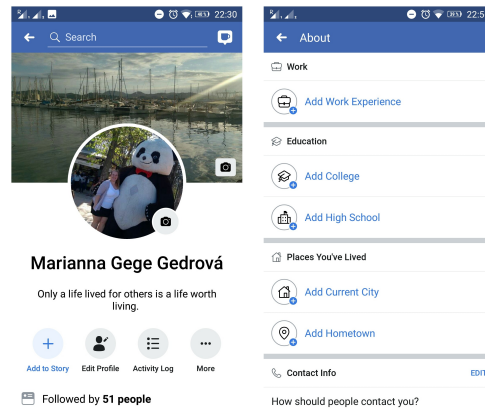 22:30
Search
Marianna Gege Gedrová
Only a life lived for others is a life worth
living.
Add to Story
Edit Profile
Activity Log
More
Followed by 51 people
22:5
About
Work
Add Work Experience
Education
Add College
Add High School
Places You've Lived
Add Current City
Add Hometown
Contact Info
EDIT
How should people contact you?